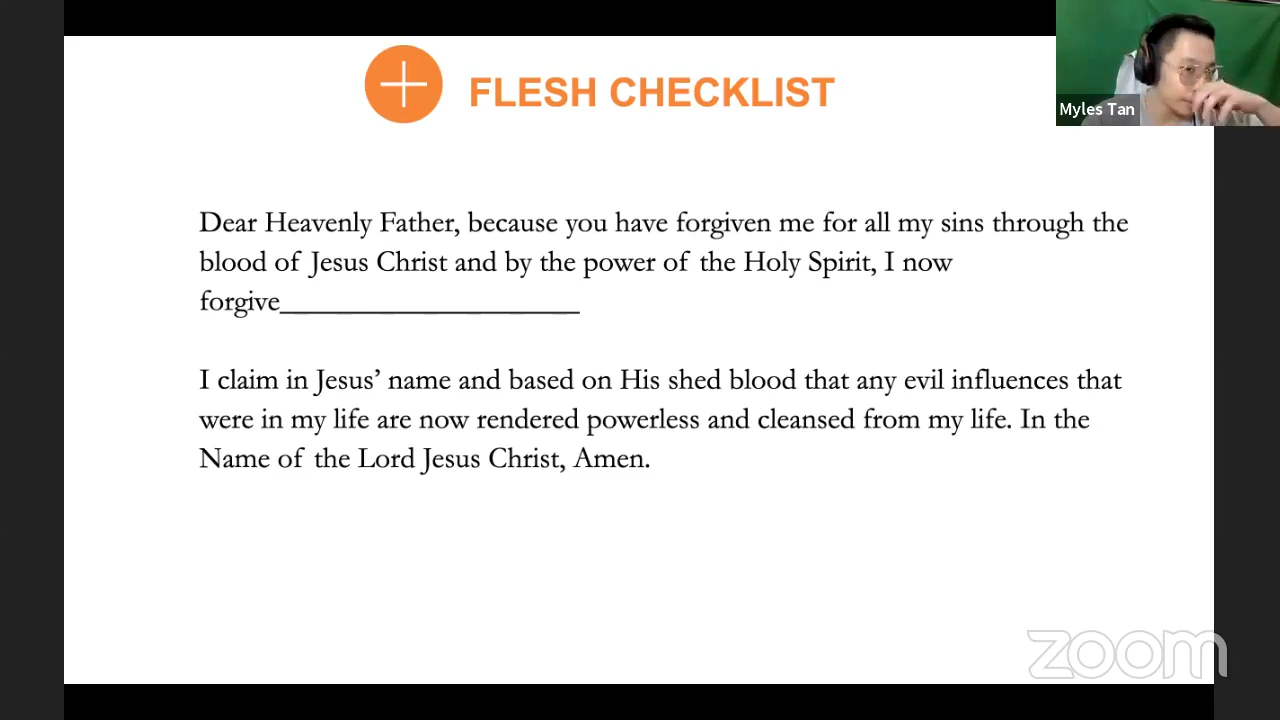 FLESH CHECKLIST
Myles Tan
Dear Heavenly Father, because you have forgiven me for all my sins through the
blood of Jesus Christ and by the power of the Holy Spirit, I now
forgive____________________
I claim in Jesus’ name and based on His shed blood that any evil influences that
were in my life are now rendered powerless and cleansed from my life. In the
Name of the Lord Jesus Christ, Amen.
zoom